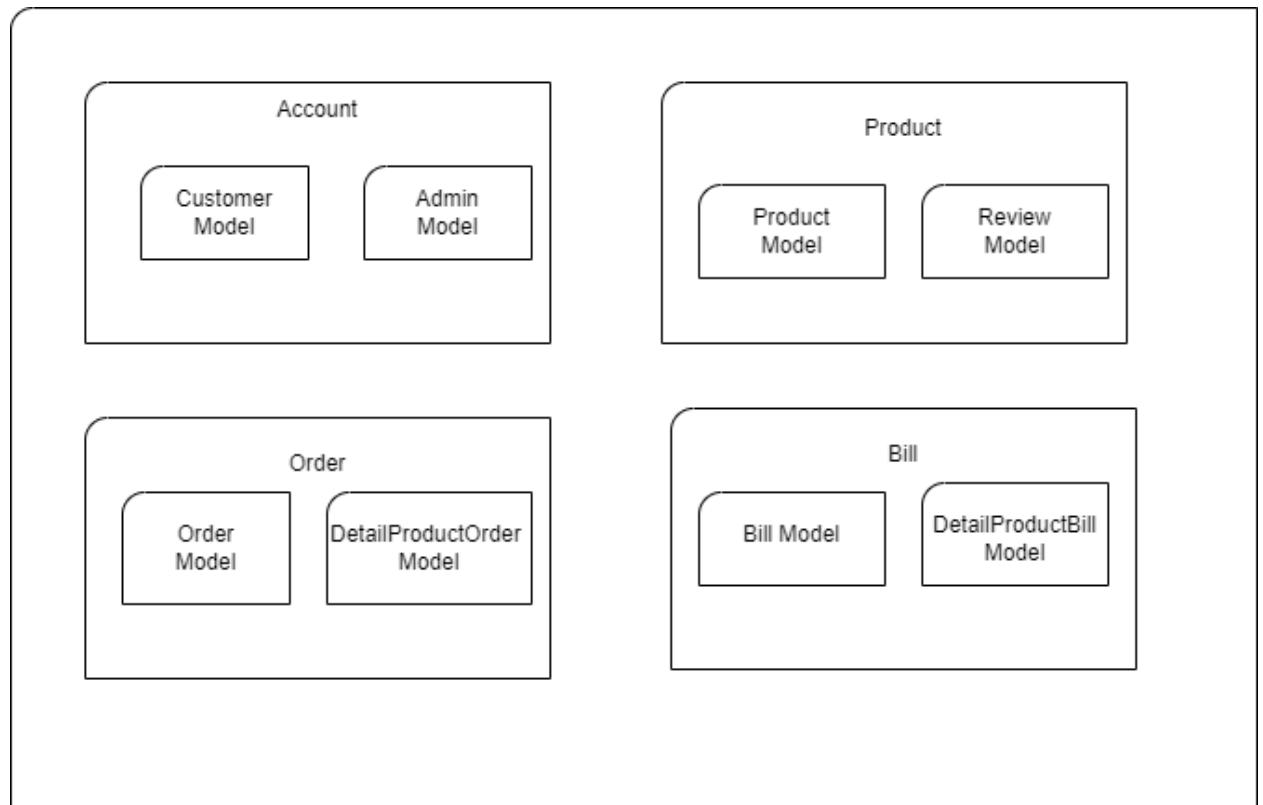 Account
Customer
Model
Admin
Model
Product
Product
Model
Review
Model
Order
Order
Model
DetailProductOrder
Model
Bill
Bill Model
DetailProductBill
Model